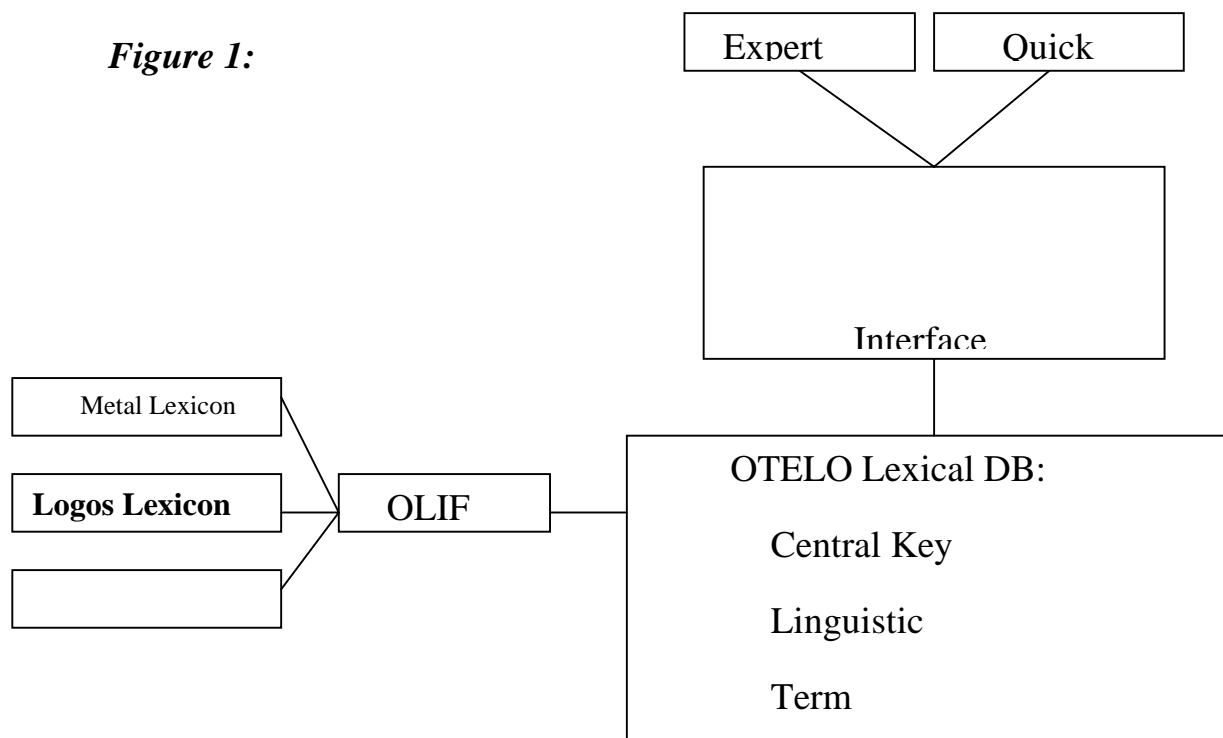 Figure 1:
Expert
Quick
Interface
Metal Lexicon
Logos Lexicon
OLIF
OTELO Lexical DB:
Central Key
Linguistic
Term